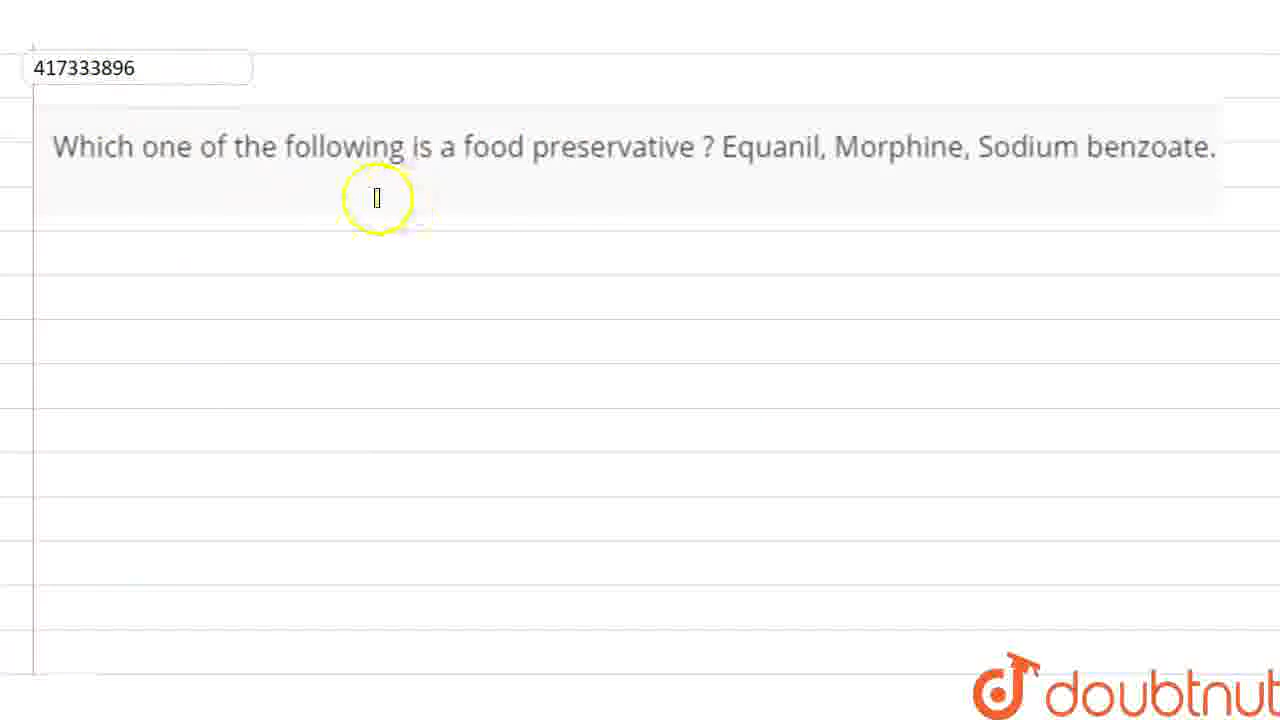 417333896
Which one of the following is a food preservative ? Equanil, Morphine, Sodium benzoate.
doubtnut